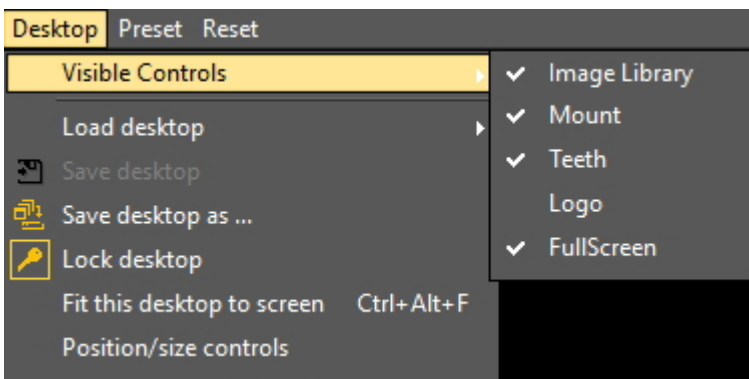 Desktop Preset Reset
Visible Controls
Load desktop
Save desktop
Save desktop as ...
Lock desktop
Fit this desktop to screen Ctrl+Alt+F
Position/size controls
Image Library
Mount
Teeth
Logo
FullScreen